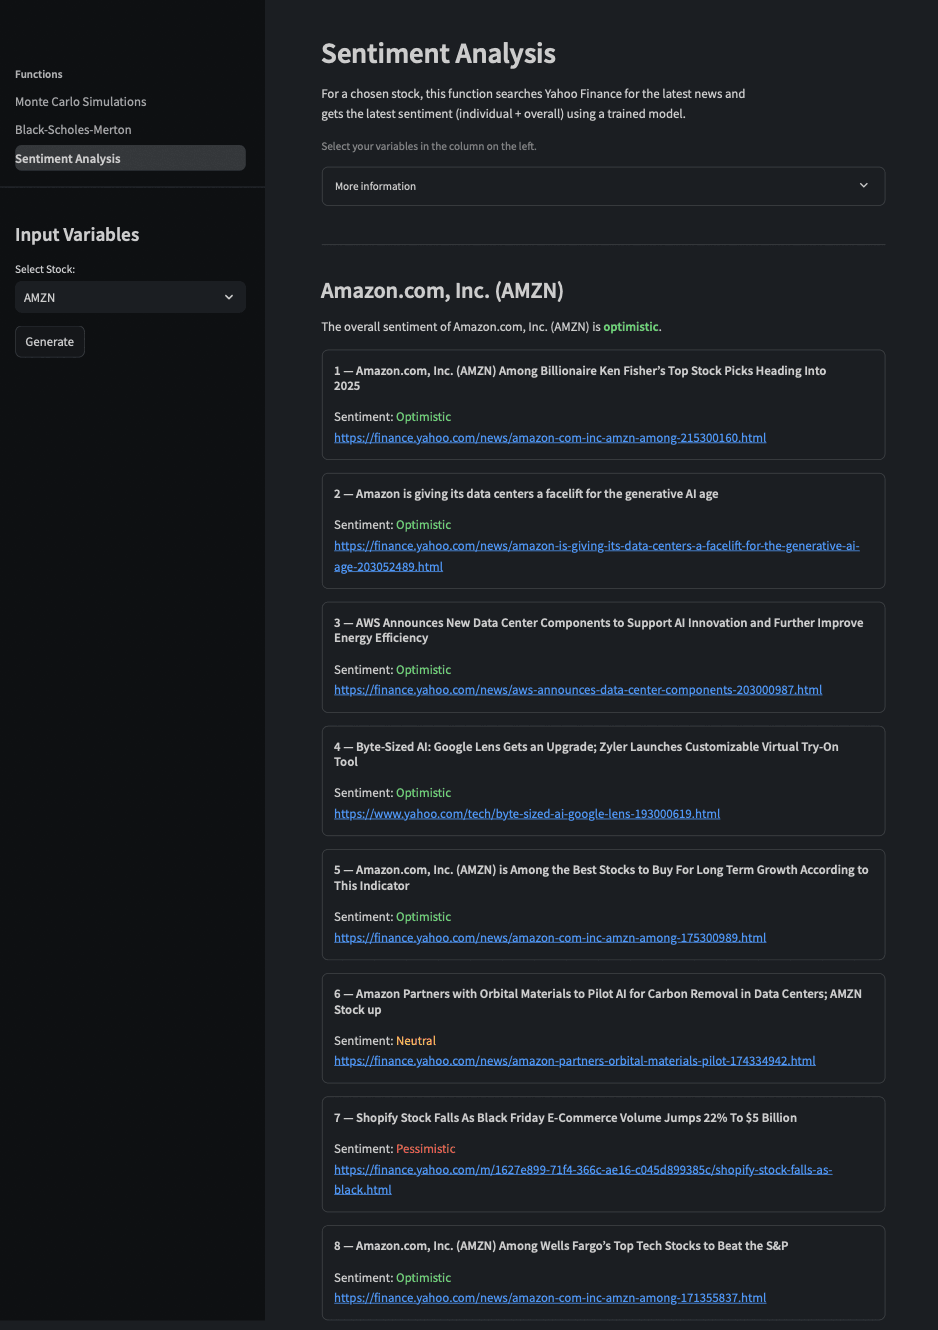 Functions
Monte Carlo Simulations
Black-Scholes-Merton
Sentiment Analysis
Input Variables
Select Stock:
AMZN
Generate
Sentiment Analysis
For a chosen stock, this function searches Yahoo Finance for the latest news and
gets the latest sentiment (individual + overall) using a trained model.
Select your variables in the column on the left.
More information
Amazon.com, Inc. (AMZN)
The overall sentiment of Amazon.com, Inc. (AMZN) is optimistic.
1 — Amazon.com, Inc. (AMZN) Among Billionaire Ken Fisher’s Top Stock Picks Heading Into
2025
Sentiment: Optimistic
https://finance.yahoo.com/news/amazon-com-inc-amzn-among-215300160.html
2 — Amazon is giving its data centers a facelift for the generative AI age
Sentiment: Optimistic
https://finance.yahoo.com/news/amazon-is-giving-its-data-centers-a-facelift-for-the-generative-ai-
age-203052489.html
3 — AWS Announces New Data Center Components to Support AI Innovation and Further Improve
Energy Efficiency
Sentiment: Optimistic
https://finance.yahoo.com/news/aws-announces-data-center-components-203000987.html
4 — Byte-Sized AI: Google Lens Gets an Upgrade; Zyler Launches Customizable Virtual Try-On
Tool
Sentiment: Optimistic
https://www.yahoo.com/tech/byte-sized-ai-google-lens-193000619.html
5 — Amazon.com, Inc. (AMZN) is Among the Best Stocks to Buy For Long Term Growth According to
This Indicator
Sentiment: Optimistic
https://finance.yahoo.com/news/amazon-com-inc-amzn-among-175300989.html
6 — Amazon Partners with Orbital Materials to Pilot AI for Carbon Removal in Data Centers; AMZN
Stock up
Sentiment: Neutral
https://finance.yahoo.com/news/amazon-partners-orbital-materials-pilot-174334942.html
7 — Shopify Stock Falls As Black Friday E-Commerce Volume Jumps 22% To $5 Billion
Sentiment: Pessimistic
https://finance.yahoo.com/m/1627e899-71f4-366c-ae16-c045d899385c/shopify-stock-falls-as-
black.html
8 — Amazon.com, Inc. (AMZN) Among Wells Fargo’s Top Tech Stocks to Beat the S&P
Sentiment: Optimistic
https://finance.yahoo.com/news/amazon-com-inc-amzn-among-171355837.html